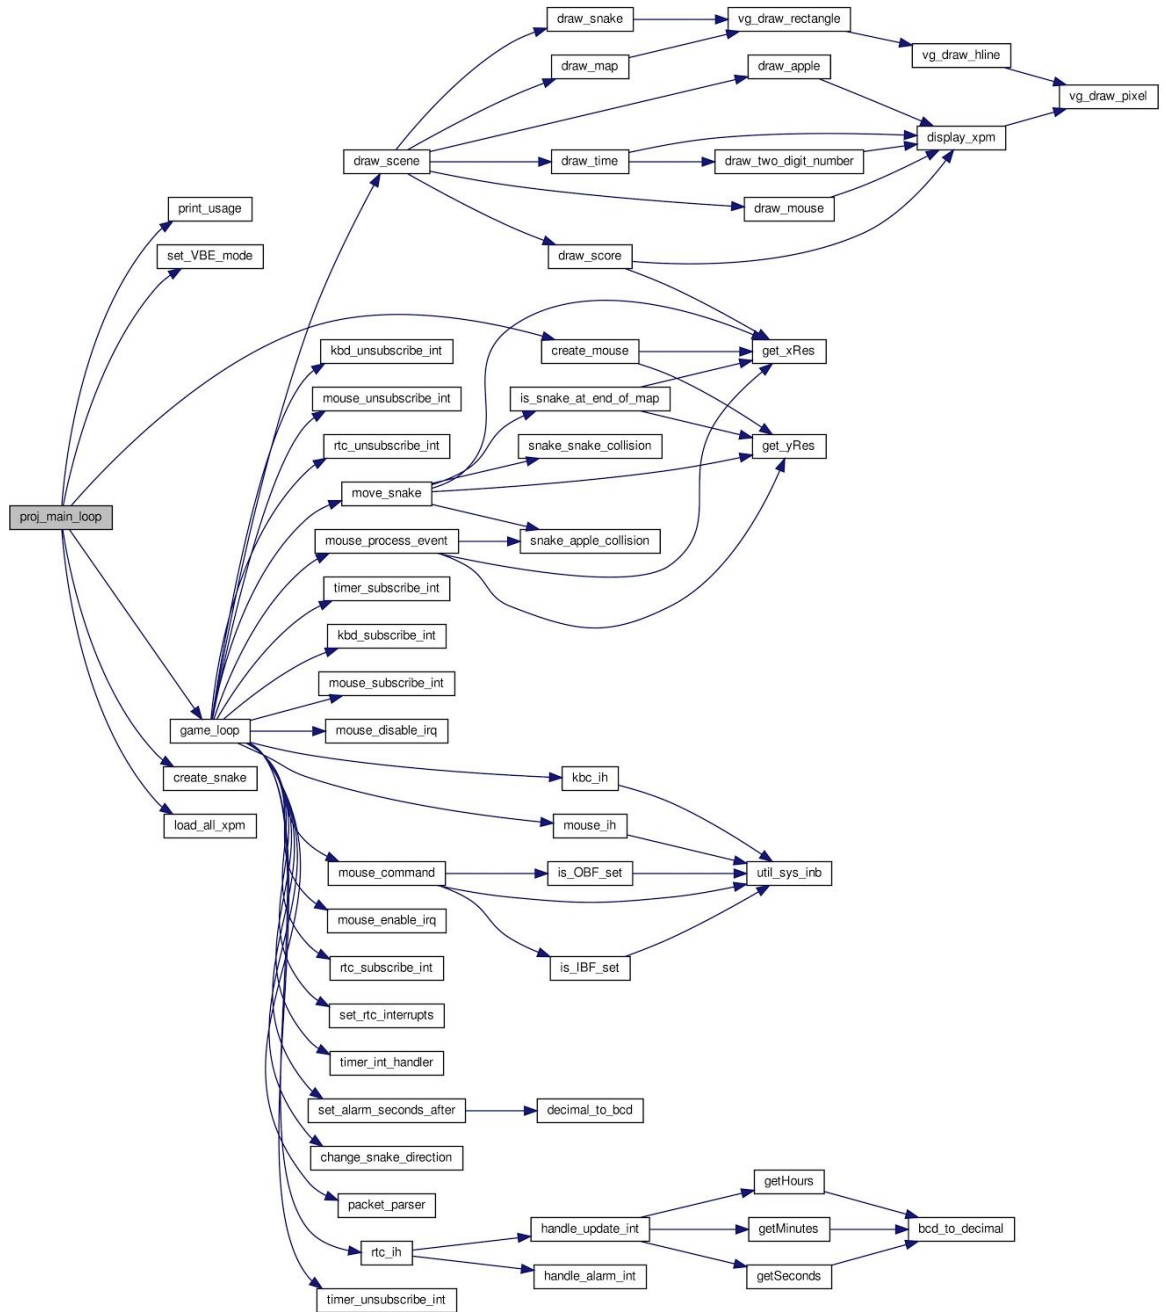 draw_snake
vg_draw_rectangle
vg_draw_hline
draw_map
draw_apple
vg_draw_pixel
display_xpm
draw_scene
draw_time
draw_two_digit_number
print_usage
draw_mouse
set_VBE_mode
draw_score
kbd_unsubscribe_int
create_mouse
get_xRes
mouse_unsubscribe_int
is_snake_at_end_of_map
rtc_unsubscribe_int
snake_snake_collision
get_yRes
move_snake
proj_main_loop
mouse_process_event
snake_apple_collision
timer_subscribe_int
kbd_subscribe_int
mouse_subscribe_int
game_loop
mouse_disable_irq
create_snake
kbc_ih
load_all_xpm
mouse_ih
mouse_command
is_OBF_set
util_sys_inb
mouse_enable_irq
rtc_subscribe_int
is_IBF_set
set_rtc_interrupts
timer_int_handler
set_alarm_seconds_after
decimal_to_bcd
change_snake_direction
getHours
packet_parser
handle_update_int
getMinutes
bcd_to_decimal
rtc_ih
handle_alarm_int
getSeconds
timer_unsubscribe_int